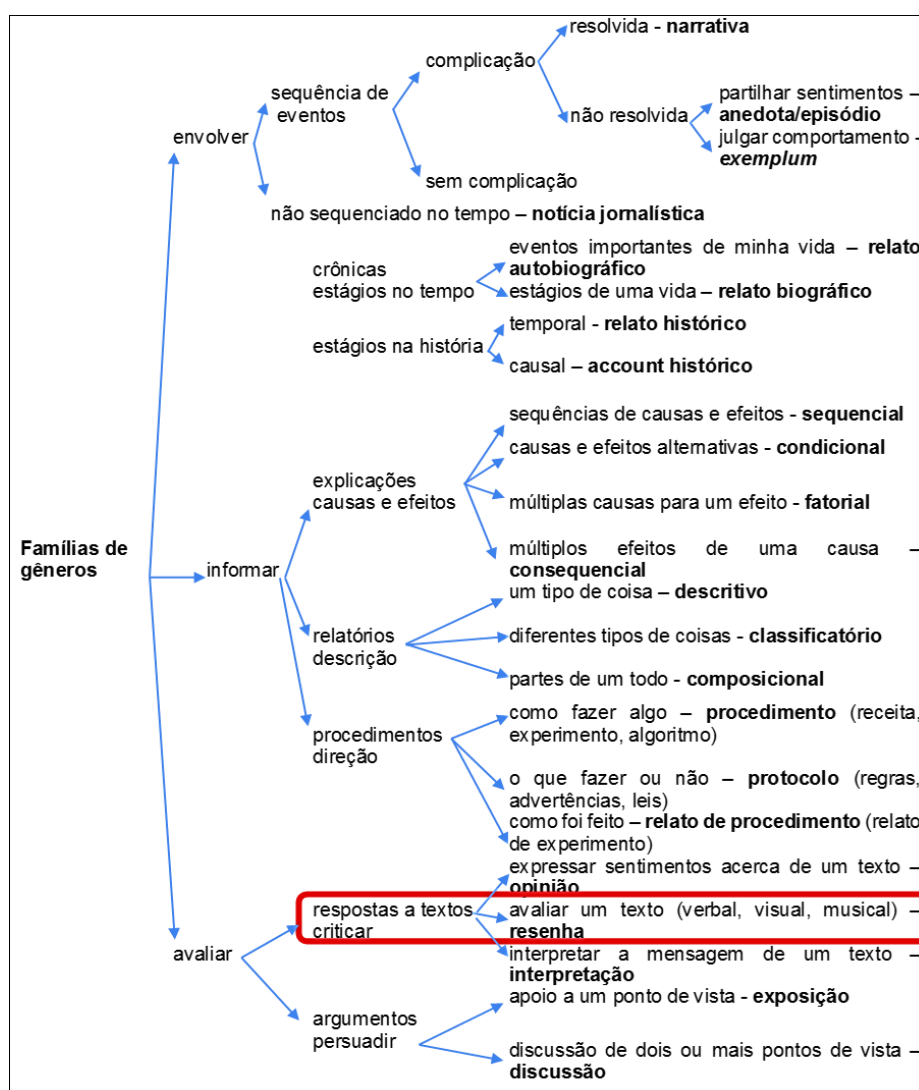 resolvida - narrativa
complicação
partilhar sentimentos –
anedota/episódio
sequência de
eventos
não resolvida
julgar comportamento -
exemplum
envolver
sem complicação
não sequenciado no tempo – notícia jornalística
eventos importantes de minha vida – relato
autobiográfico
crônicas
estágios no tempo
estágios de uma vida – relato biográfico
temporal - relato histórico
estágios na história
causal – account histórico
sequências de causas e efeitos - sequencial
causas e efeitos alternativas - condicional
explicações
causas e efeitos
múltiplas causas para um efeito - fatorial
Famílias de
gêneros
informar
múltiplos efeitos de uma causa –
consequencial
um tipo de coisa – descritivo
relatórios
descrição
diferentes tipos de coisas - classificatório
partes de um todo - composicional
como fazer algo – procedimento (receita,
experimento, algoritmo)
procedimentos
direção
o que fazer ou não – protocolo (regras,
advertências, leis)
como foi feito – relato de procedimento (relato
de experimento)
expressar sentimentos acerca de um texto –
opinião
respostas a textos
criticar
avaliar um texto (verbal, visual, musical) –
resenha
avaliar
interpretar a mensagem de um texto –
interpretação
apoio a um ponto de vista - exposição
argumentos
persuadir
discussão de dois ou mais pontos de vista –
discussão